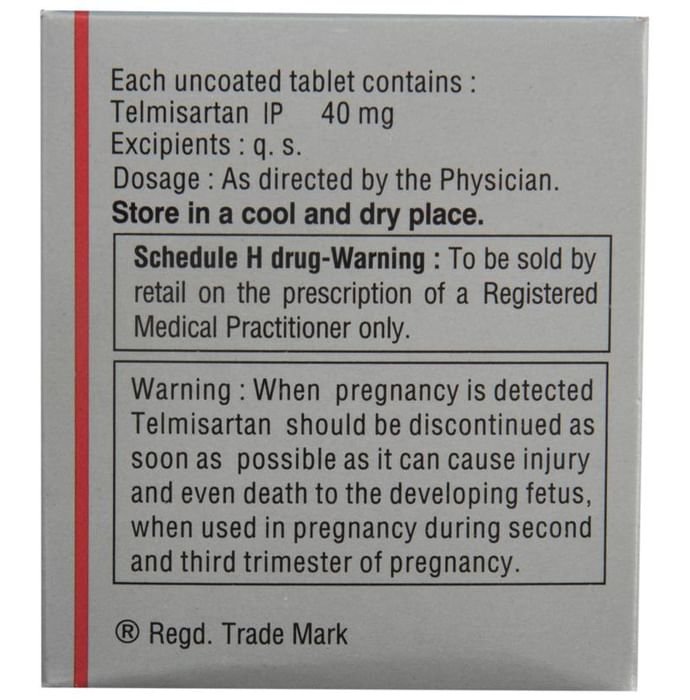 Each uncoated tablet contains :
Telmisartan IP 40 mg
Excipients : q. s.
Dosage : As directed by the Physician.
Store in a cool and dry place.
Schedule H drug-Warning : To be sold by
retail on the prescription of a Registered
Medical Practitioner only.
Warning : When pregnancy is detected
Telmisartan should be discontinued as
soon as possible as it can cause injury
and even death to the developing fetus,
when used in pregnancy during second
and third trimester of pregnancy.
® Regd. Trade Mark